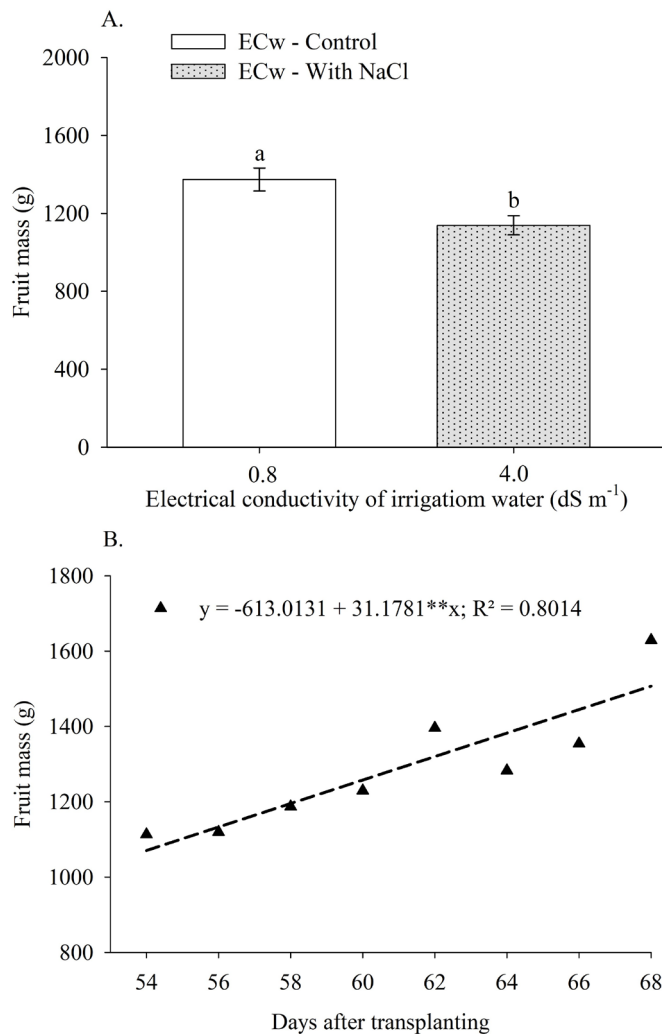 A.
ECw - Control
ECw - With NaCl
2000
1600
1200
800
400
0
Fruit mass (g)
a
b
0.8 4.0
Electrical conductivity of irrigatiom water (dS m⁻¹)
B.
1800
1600
1400
1200
1000
800
Fruit mass (g)
y = -613.0131 + 31.1781**x; R² = 0.8014
54 56 58 60 62 64 66 68
Days after transplanting